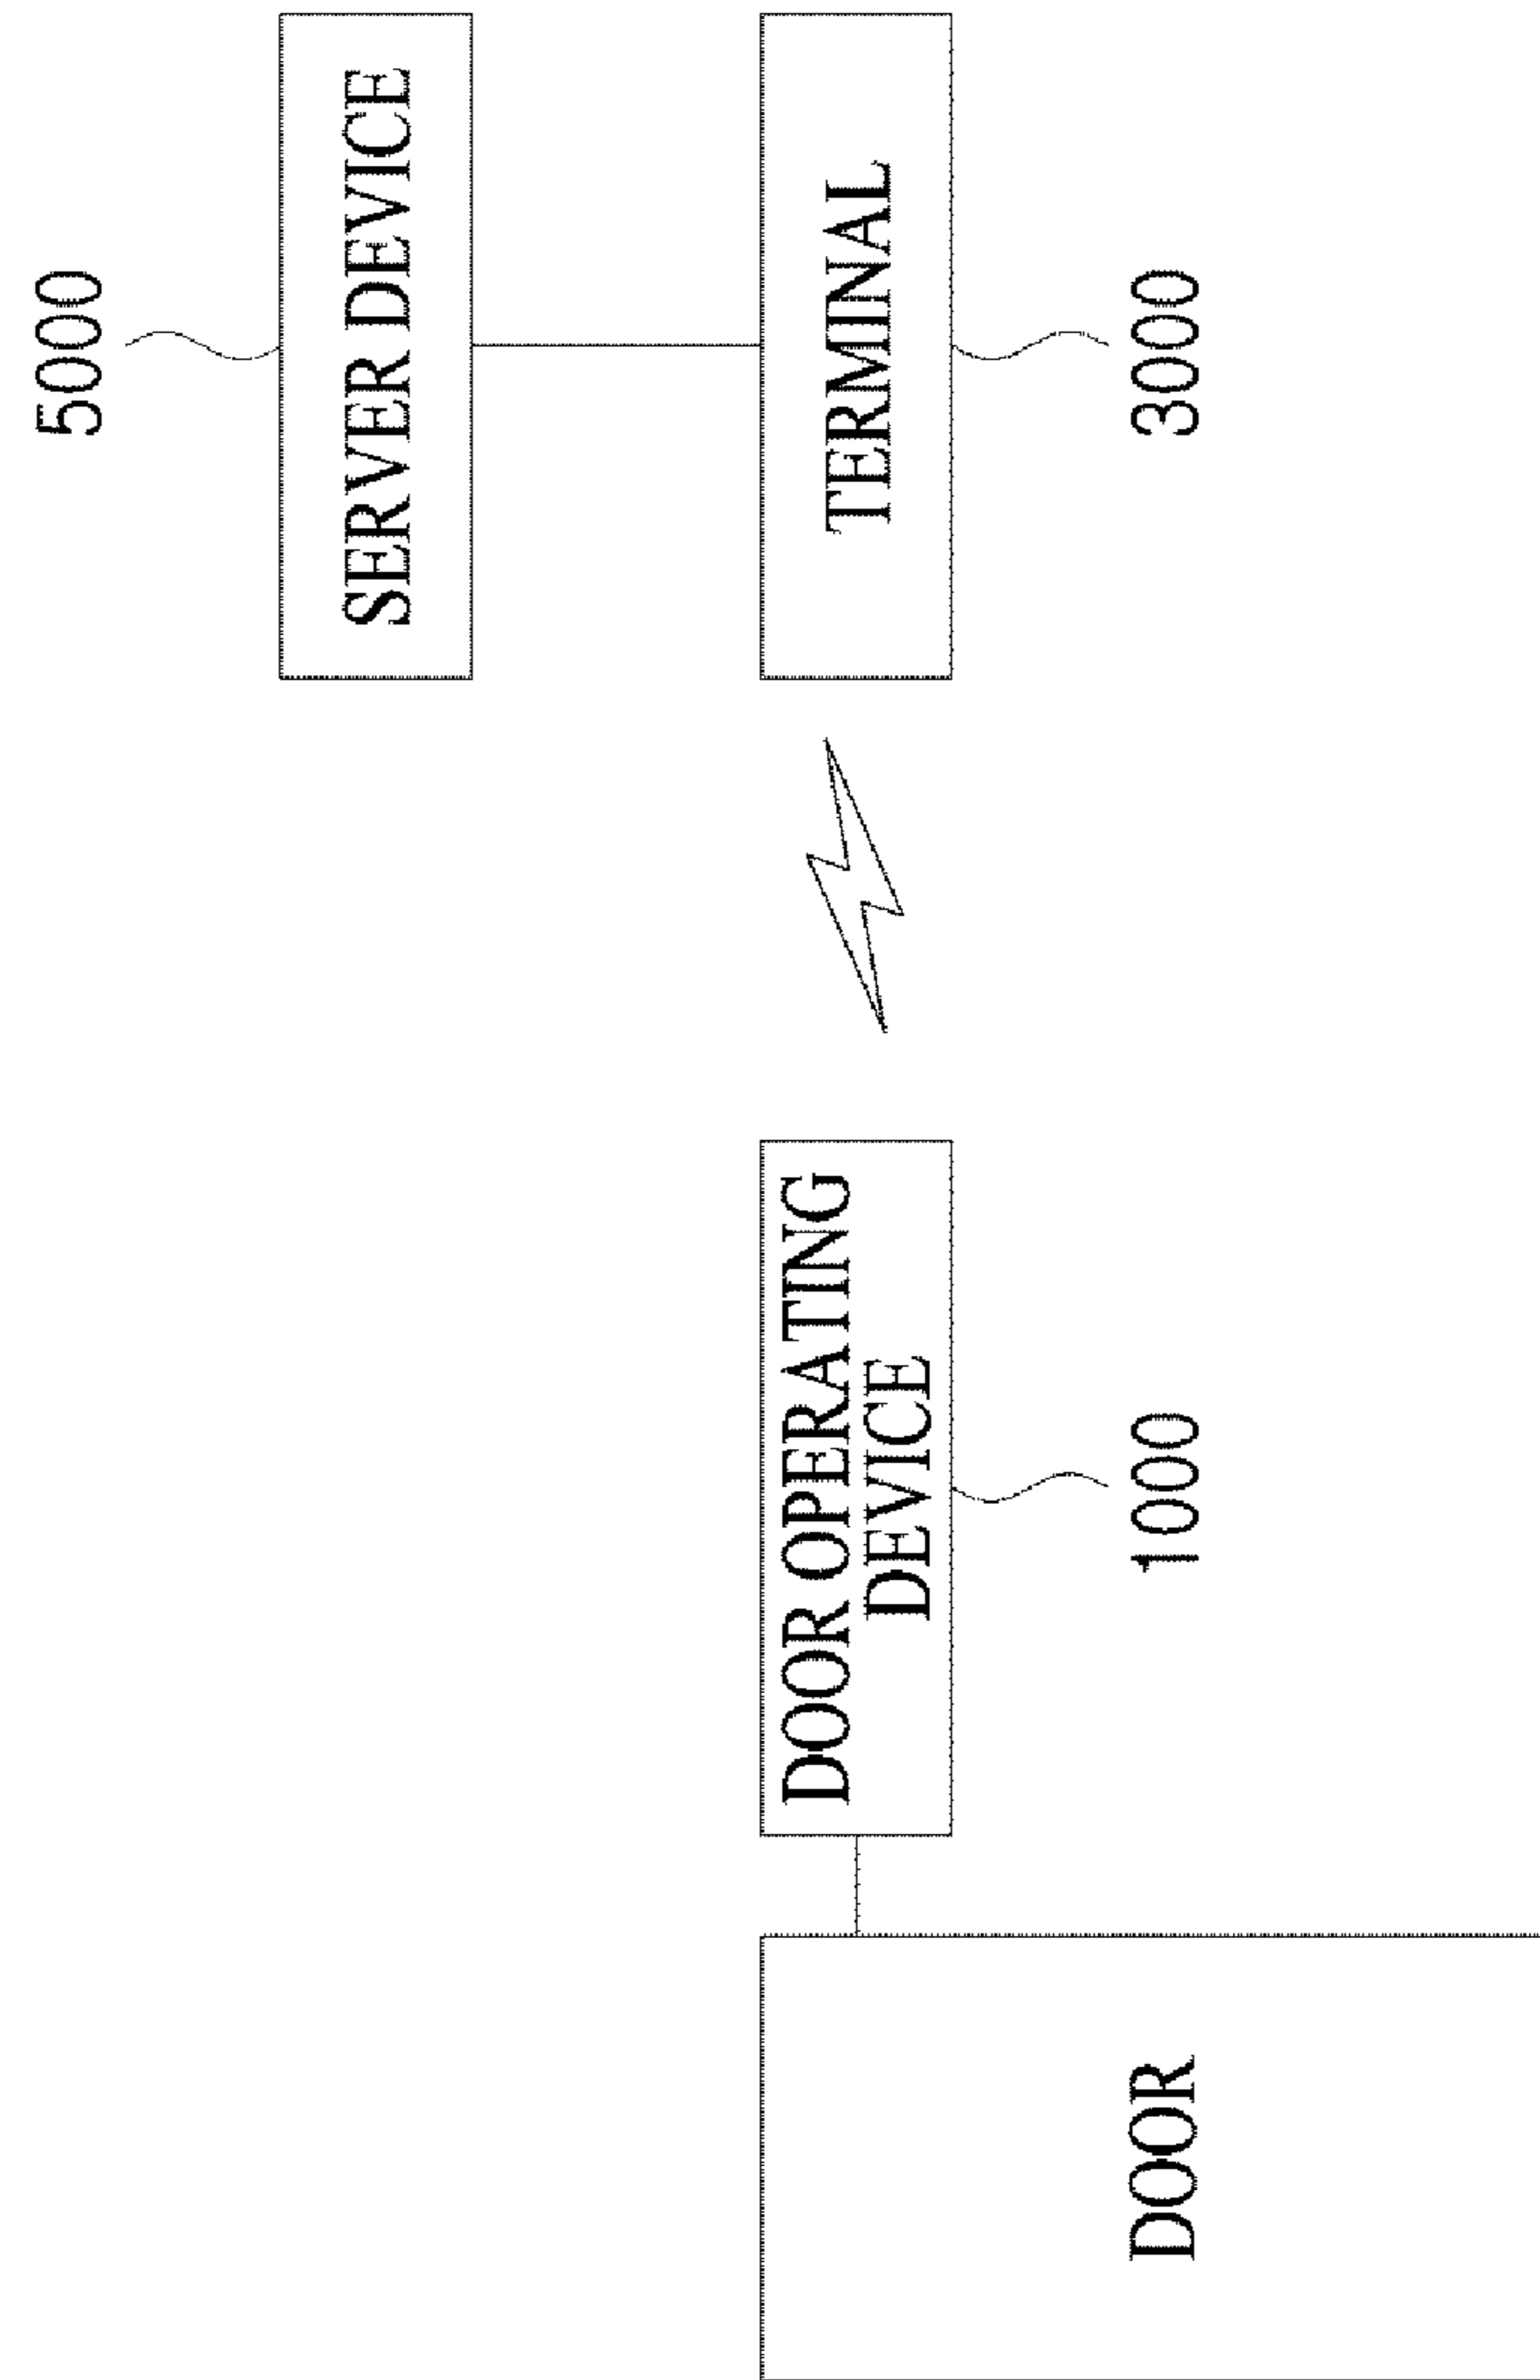 5000
SERVER DEVICE
DOOR OPERATING
DEVICE
TERMINAL
DOOR
1000
3000